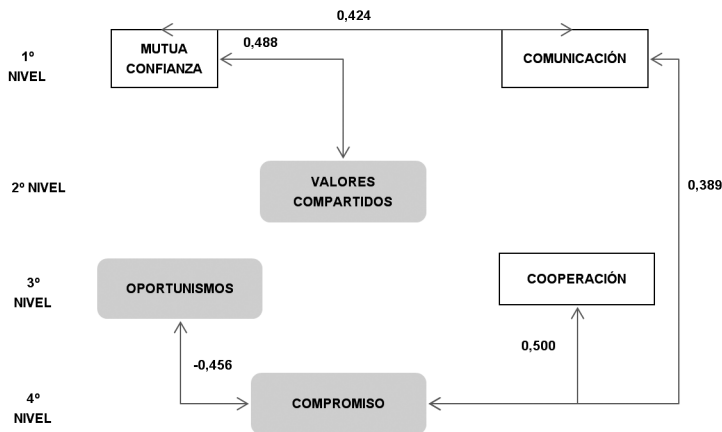 0,424
1º
NIVEL
MUTUA
CONFIANZA
0,488
COMUNICACIÓN
2º NIVEL
VALORES
COMPARTIDOS
0,389
3º
NIVEL
OPORTUNISMOS
COOPERACIÓN
-0,456
0,500
4º
NIVEL
COMPROMISO